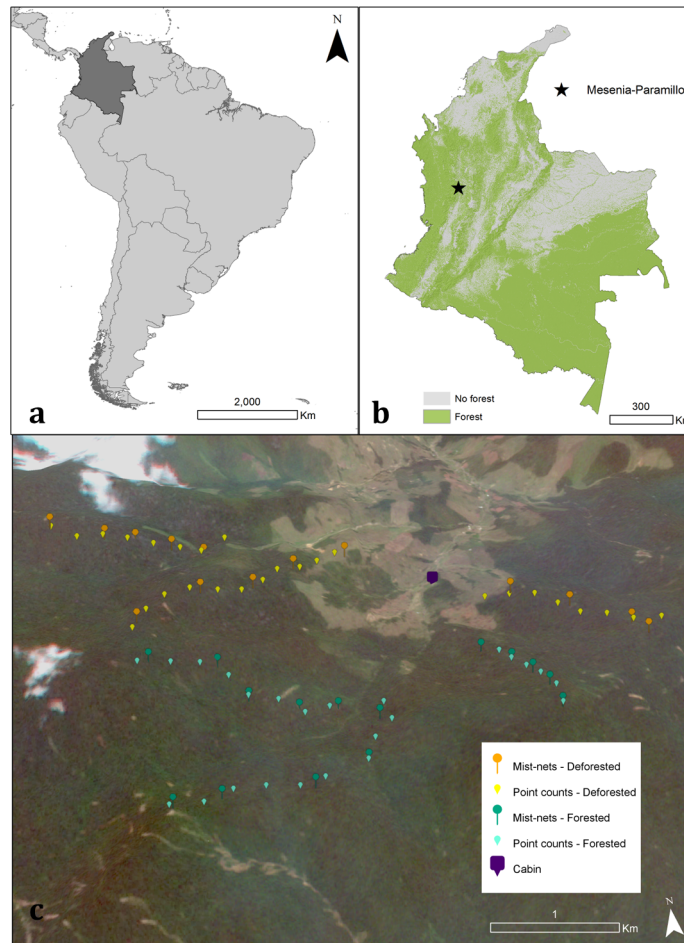 N
2,000
Km
a
Mesenia-Paramillo
No forest
Forest
300
Km
b
Mist-nets - Deforested
Point counts - Deforested
Mist-nets - Forested
Point counts - Forested
Cabin
1
Km
N
c